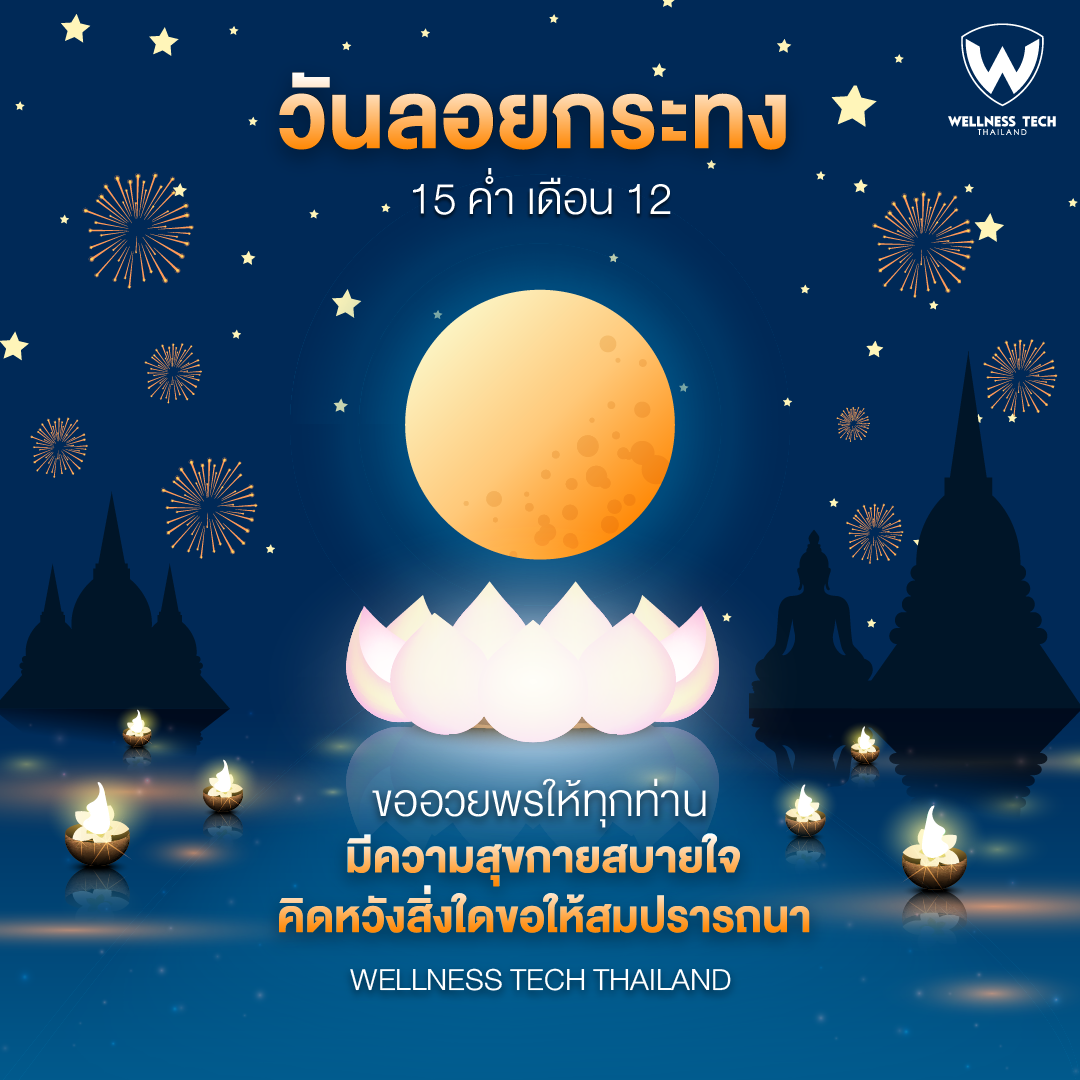 WELLNESS TECH
THAILAND
วันลอยกระทง
15 ค่ำ เดือน 12
ขออวยพรให้ทุกท่าน
มีความสุขกายสบายใจ
คิดหวังสิ่งใดขอให้สมปรารถนา
WELLNESS TECH THAILAND